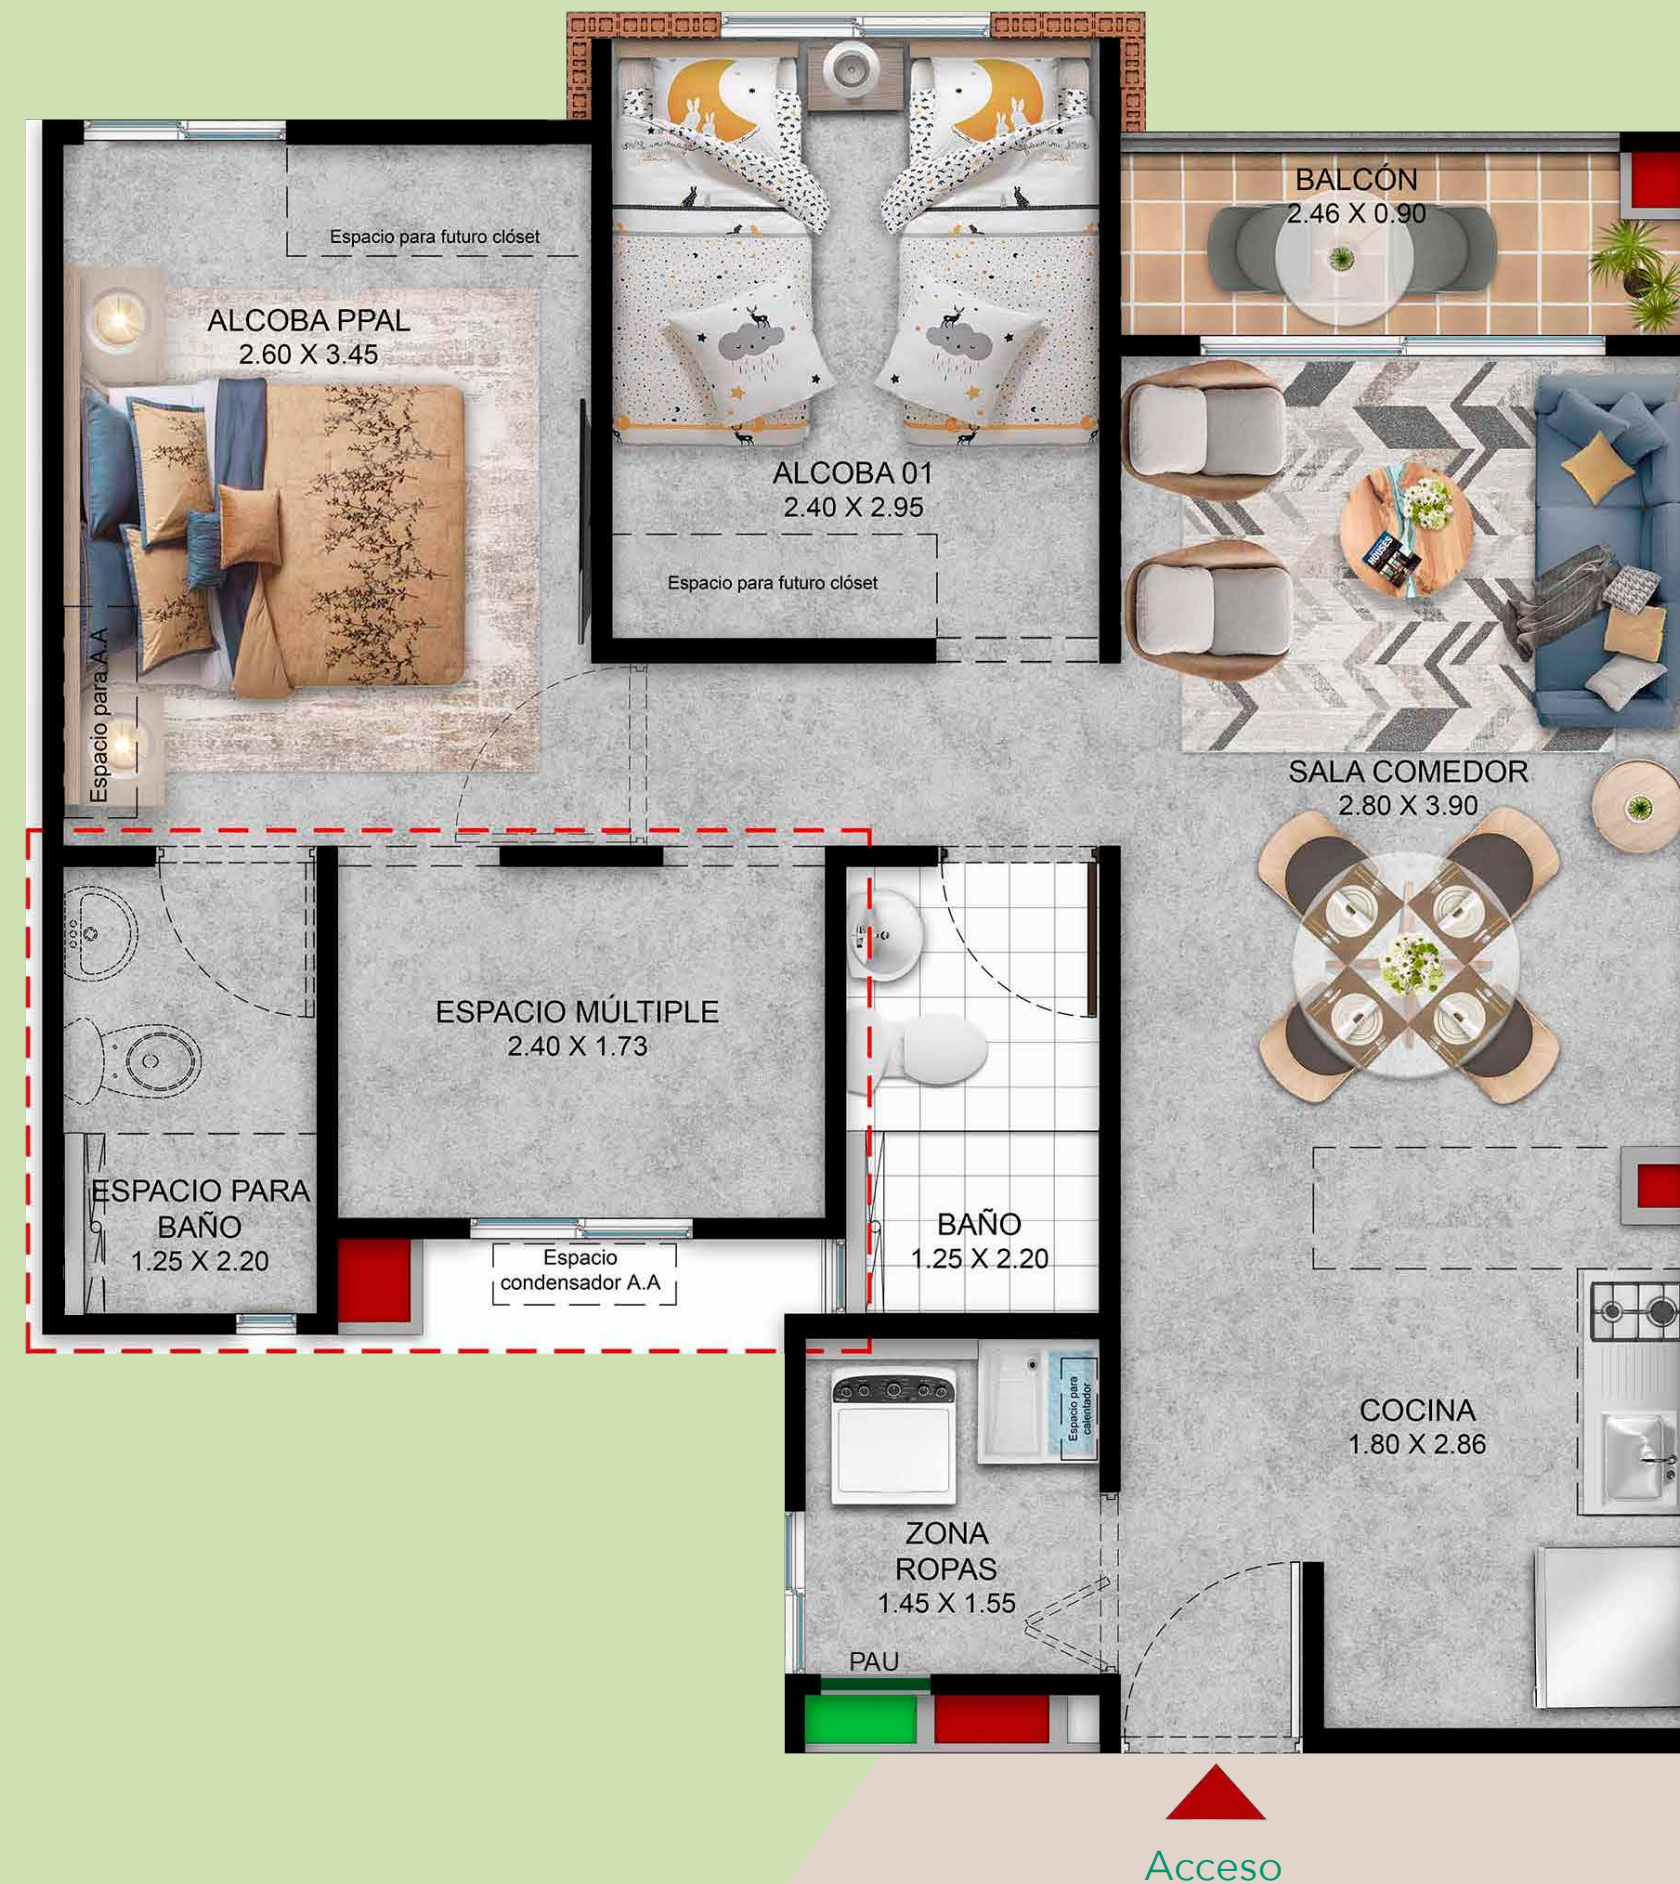 BALCÓN
2.46 X 0.90
Espacio para futuro clóset
ALCOBA PPAL
2.60 X 3.45
ALCOBA 01
2.40 X 2.95
HOUSES
Espacio para futuro clóset
Espacio para A.A
SALA COMEDOR
2.80 X 3.90
ESPACIO MÚLTIPLE
2.40 X 1.73
ESPACIO PARA
BAÑO
1.25 X 2.20
BAÑO
1.25 X 2.20
Espacio
condensador A.A
Espacio para
calentador
COCINA
1.80 X 2.86
ZONA
ROPAS
1.45 X 1.55
PAU
Acceso